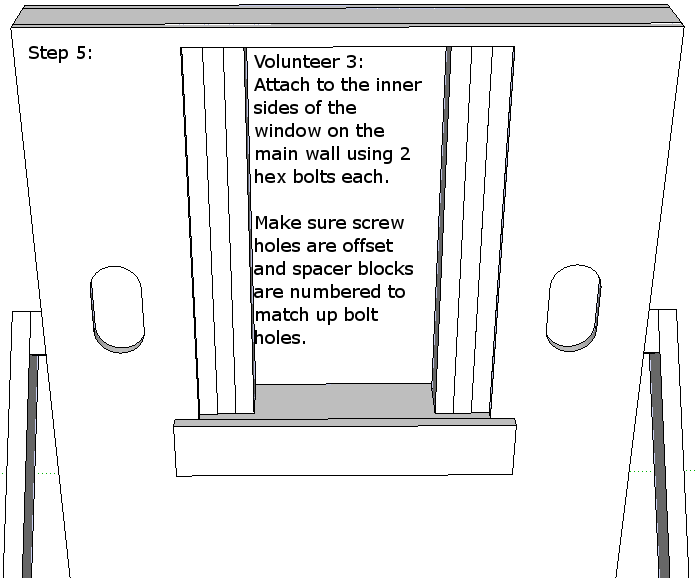 Step 5:
Volunteer 3:
Attach to the inner
sides of the
window on the
main wall using 2
hex bolts each.
Make sure screw
holes are offset
and spacer blocks
are numbered to
match up bolt
holes.